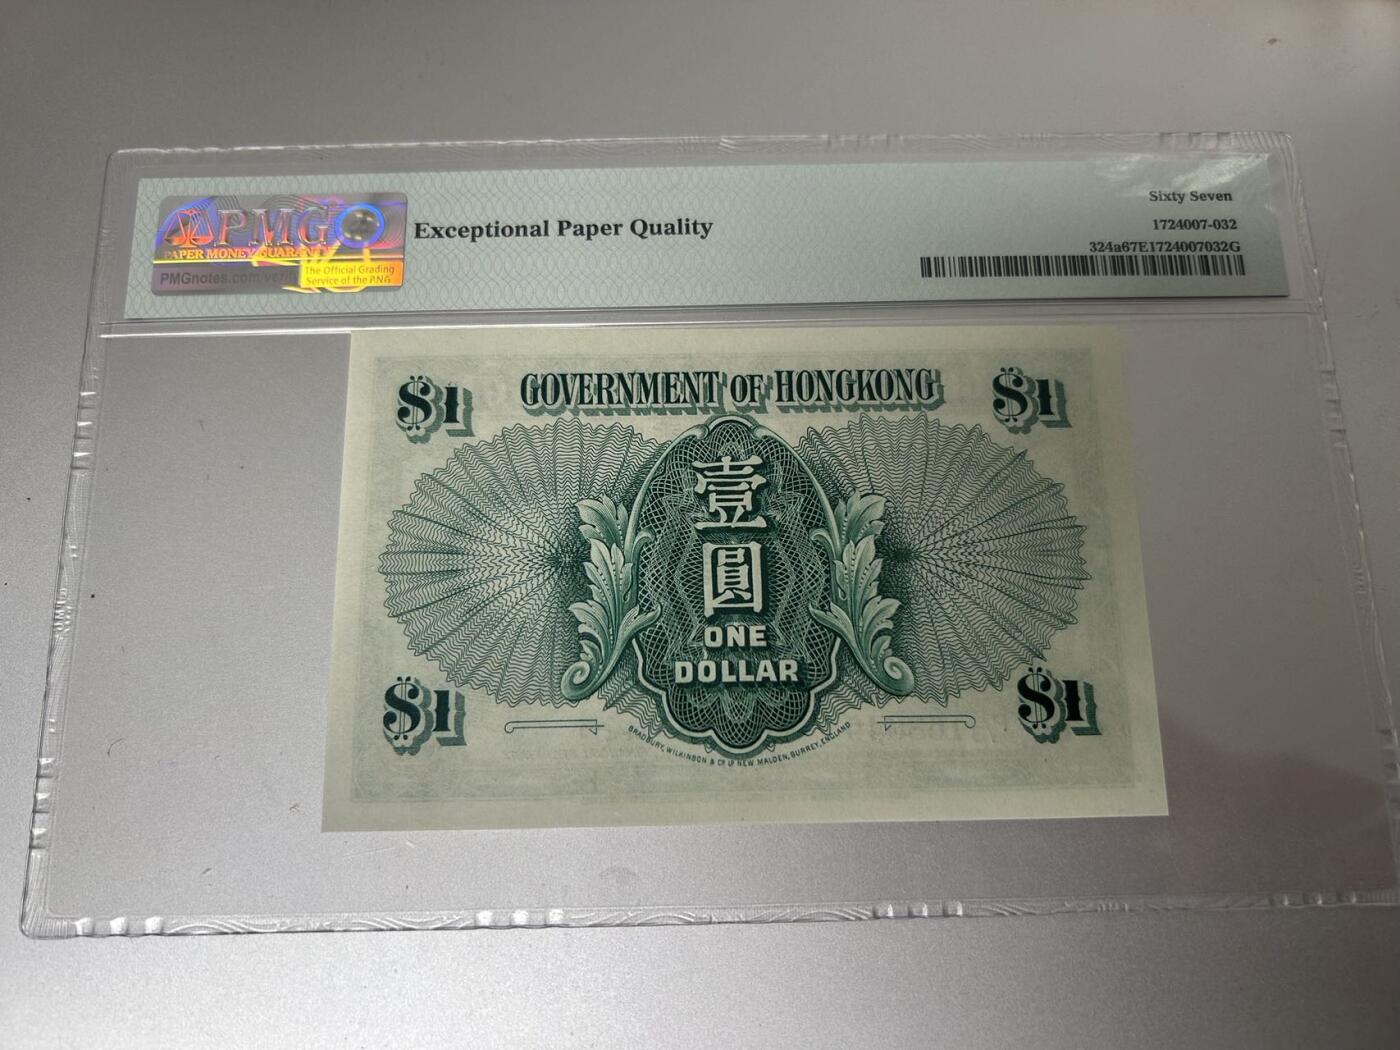 PMG
PAPER MONEY GUARANTY
PMGnotes.com/verify
The Official Grading
Service of the PNG
Exceptional Paper Quality
Sixty Seven
1724007-032
324a67E1724007032G
GOVERNMENT OF HONGKONG
$1
$1
壹
圓
ONE
DOLLAR
$1
$1
BRADBURY, WILKINSON & Cº Lᴰ NEW MALDEN, SURREY, ENGLAND